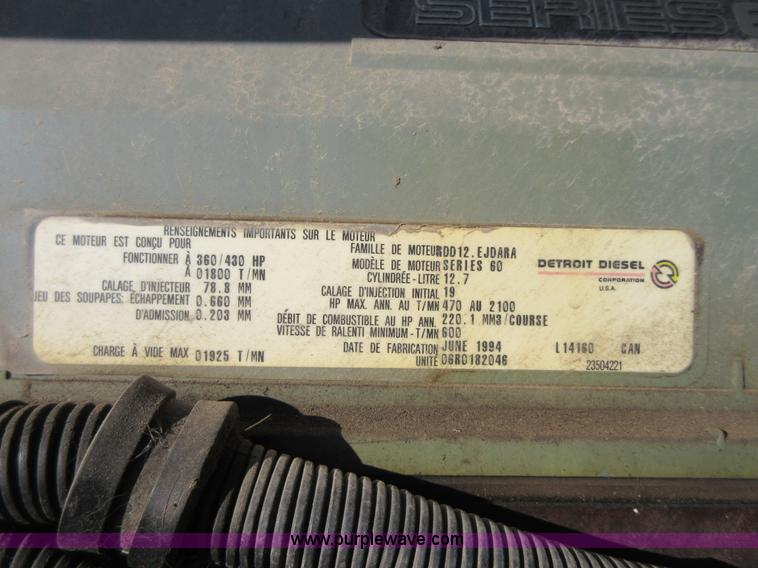 SERIES 6
RENSEIGNEMENTS IMPORTANTS SUR LE MOTEUR
CE MOTEUR EST CONÇU POUR
FONCTIONNER À 360/430 HP
À 01800 T/MN
CALAGE D'INJECTEUR 78.8 MM
JEU DES SOUPAPES: ÉCHAPPEMENT 0.660 MM
D'ADMISSION 0.203 MM
CHARGE À VIDE MAX 01925 T/MN
FAMILLE DE MOTEUR RDD12.EJDARA
MODÈLE DE MOTEUR SERIES 60
CYLINDRÉE-LITRE 12.7
CALAGE D'INJECTION INITIAL 19
HP MAX. ANN. AU T/MN 470 AU 2100
DÉBIT DE COMBUSTIBLE AU HP ANN. 220.1 MM3/COURSE
VITESSE DE RALENTI MINIMUM-T/MN 600
DATE DE FABRICATION JUNE 1994 L14160 CAN
UNITÉ 06R0182046 23504221
DETROIT DIESEL
CORPORATION
U.S.A.
www.purplewave.com